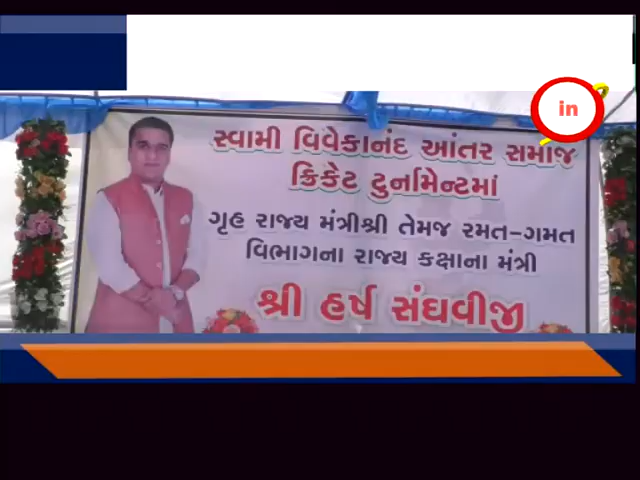 in
સ્વામી વિવેકાનંદ આંતર સમાજ
ક્રિકેટ ટુર્નામેન્ટમાં
ગૃહ રાજ્ય મંત્રીશ્રી તેમજ રમત-ગમત
વિભાગના રાજ્ય કક્ષાના મંત્રી
શ્રી હર્ષ સંઘવીજી